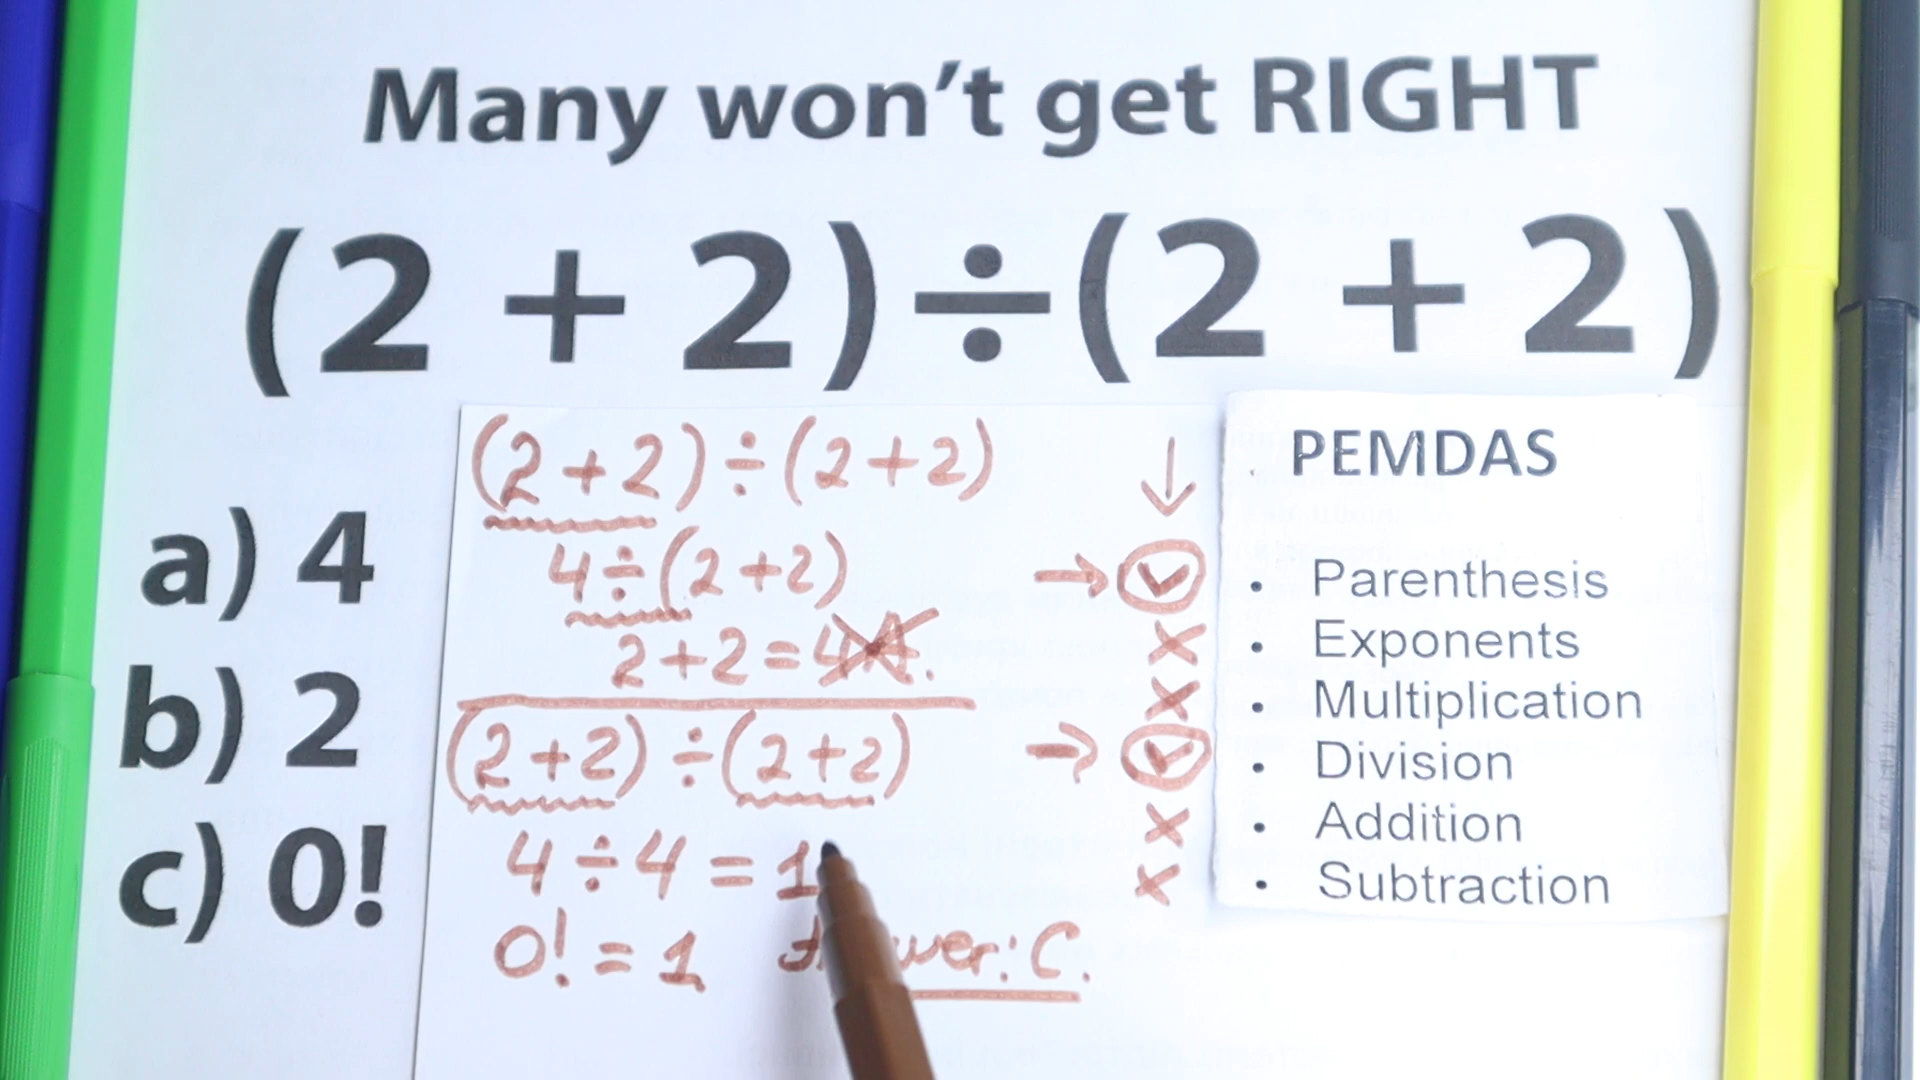 Many won't get RIGHT
(2 + 2)÷(2 + 2)
a) 4
b) 2
c) 0!
(2+2)÷(2+2)
4÷(2+2)
2+2=4A.
(2+2)÷(2+2)
4÷4=1
0!=1 : C.
PEMDAS
• Parenthesis
• Exponents
• Multiplication
• Division
• Addition
• Subtraction